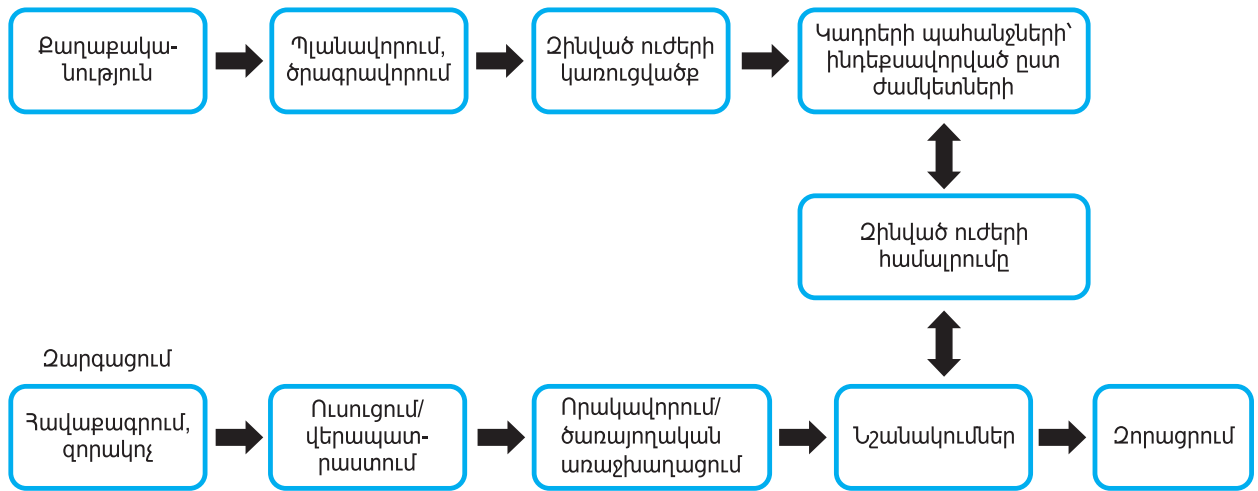 Քաղաքակա-
նություն
Պլանավորում,
ծրագրավորում
Զինված ուժերի
կառուցվածք
Կադրերի պահանջների՝
ինդեքսավորված ըստ
ժամկետների
Զինված ուժերի
համալրումը
Զարգացում
Հավաքագրում,
զորակոչ
Ուսուցում/
վերապատ-
րաստում
Որակավորում/
ծառայողական
առաջխաղացում
Նշանակումներ
Զորացրում